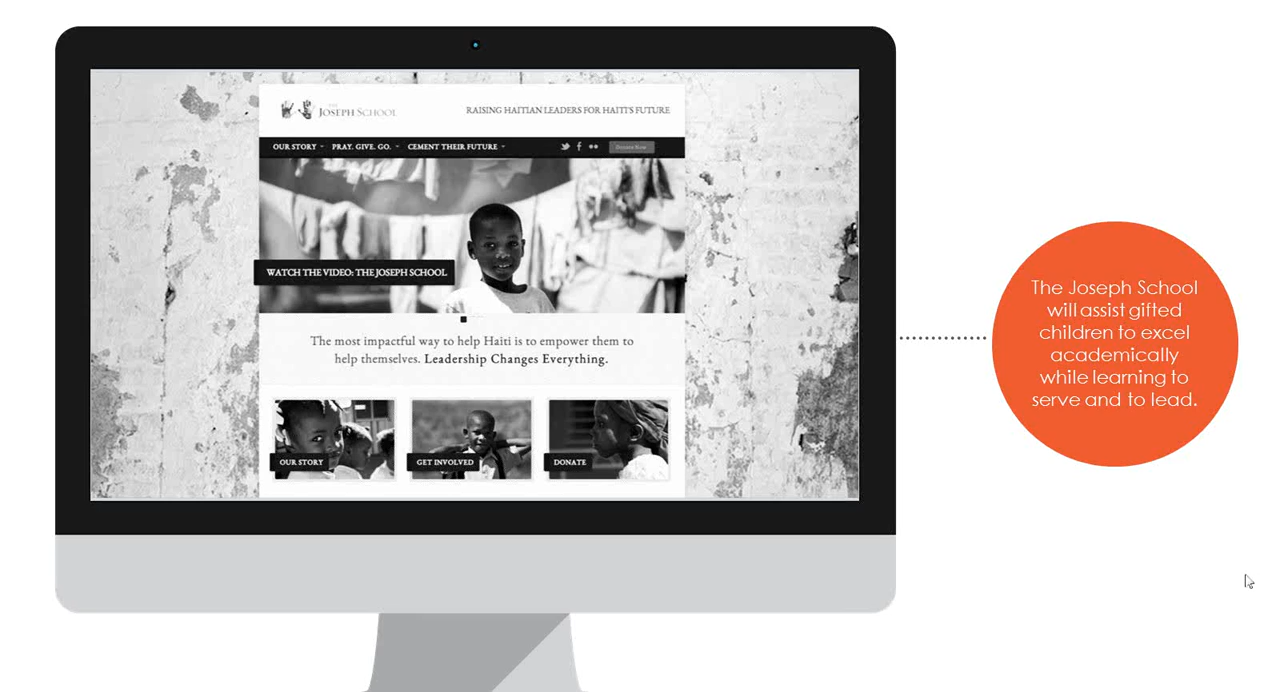 THE
JOSEPH SCHOOL
RAISING HAITIAN LEADERS FOR HAITI'S FUTURE
OUR STORY PRAY. GIVE. GO. CEMENT THEIR FUTURE Donate Now
WATCH THE VIDEO: THE JOSEPH SCHOOL
The most impactful way to help Haiti is to empower them to
help themselves. Leadership Changes Everything.
OUR STORY GET INVOLVED DONATE
The Joseph School
will assist gifted
children to excel
academically
while learning to
serve and to lead.